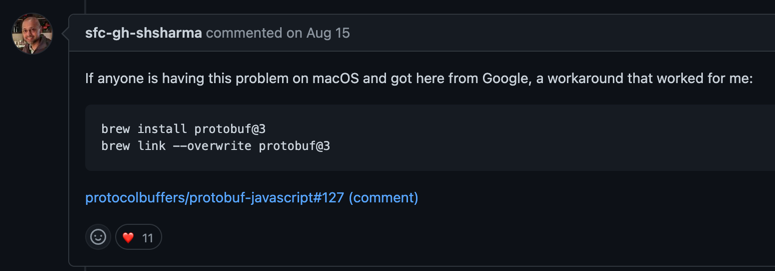 sfc-gh-shsharma commented on Aug 15
If anyone is having this problem on macOS and got here from Google, a workaround that worked for me:
brew install protobuf@3
brew link --overwrite protobuf@3
protocolbuffers/protobuf-javascript#127 (comment)
11